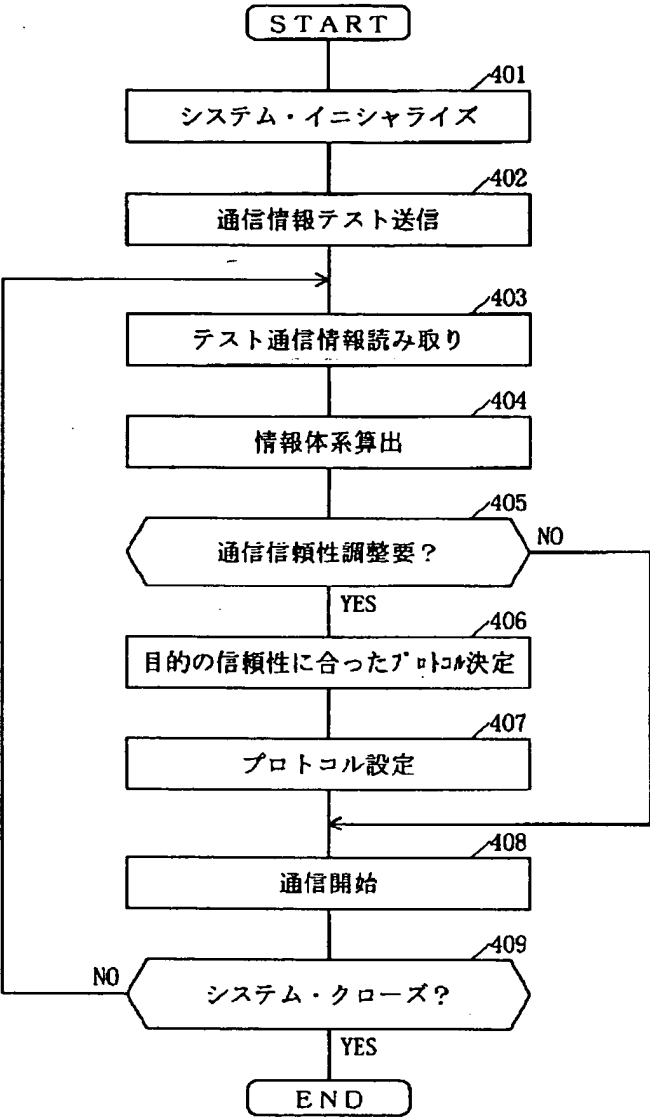 START
401
システム・イニシャライズ
402
通信情報テスト送信
403
テスト通信情報読み取り
404
情報体系算出
405
通信信頼性調整要?
NO
YES
406
目的の信頼性に合ったプロトコル決定
407
プロトコル設定
408
通信開始
409
システム・クローズ?
NO
YES
END